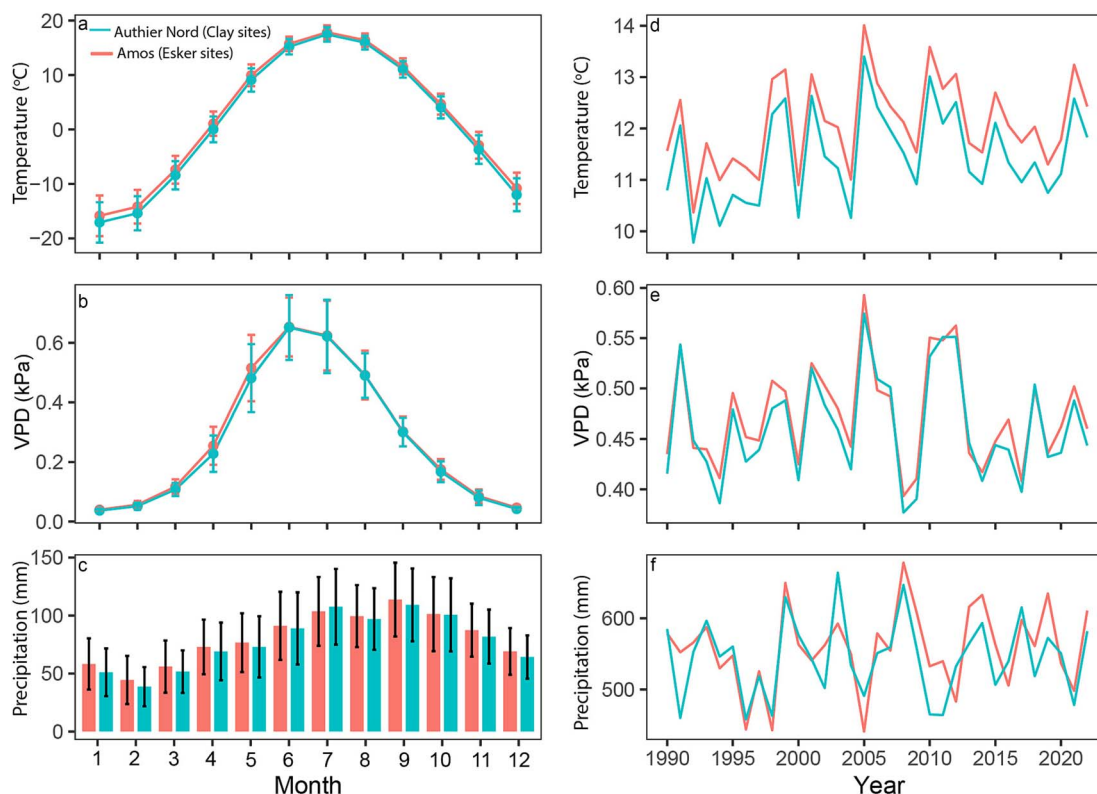 a
Authier Nord (Clay sites)
Amos (Esker sites)
Temperature (°C)
20
10
0
−10
−20
b
VPD (kPa)
0.6
0.4
0.2
0.0
c
Precipitation (mm)
150
100
50
0
1 2 3 4 5 6 7 8 9 10 11 12
Month
d
Temperature (°C)
14
13
12
11
10
e
VPD (kPa)
0.60
0.55
0.50
0.45
0.40
f
Precipitation (mm)
600
500
1990 1995 2000 2005 2010 2015 2020
Year